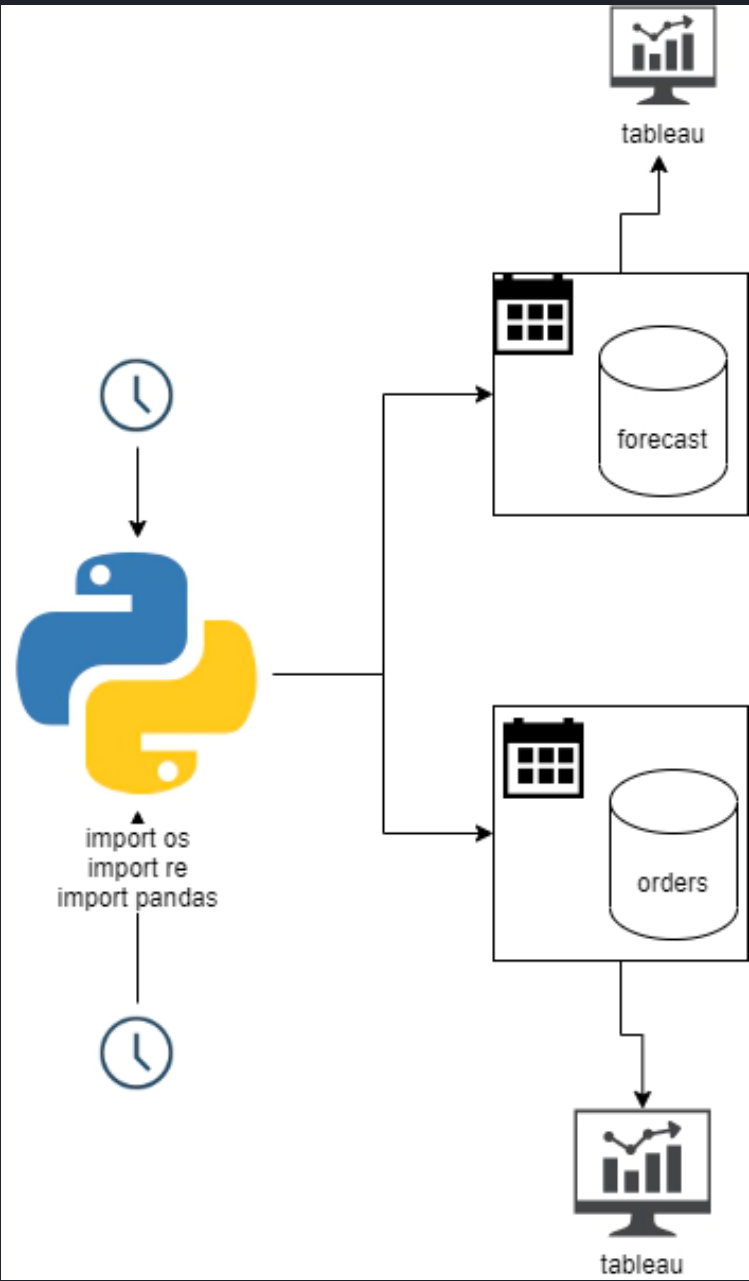 tableau
forecast
import os
import re
import pandas
orders
tableau